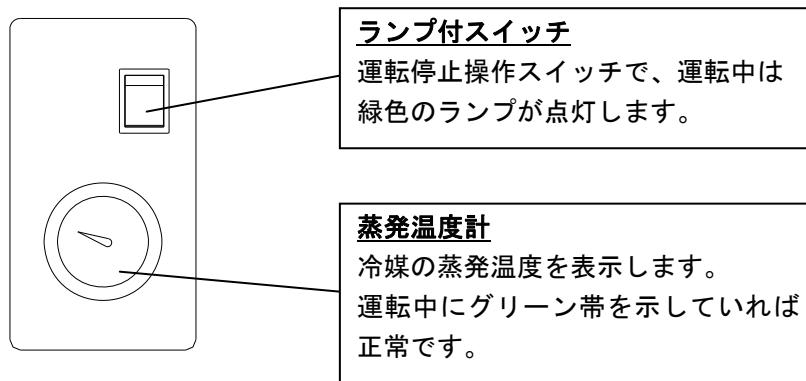 ランプ付スイッチ
運転停止操作スイッチで、運転中は
緑色のランプが点灯します。
蒸発温度計
冷媒の蒸発温度を表示します。
運転中にグリーン帯を示していれば
正常です。